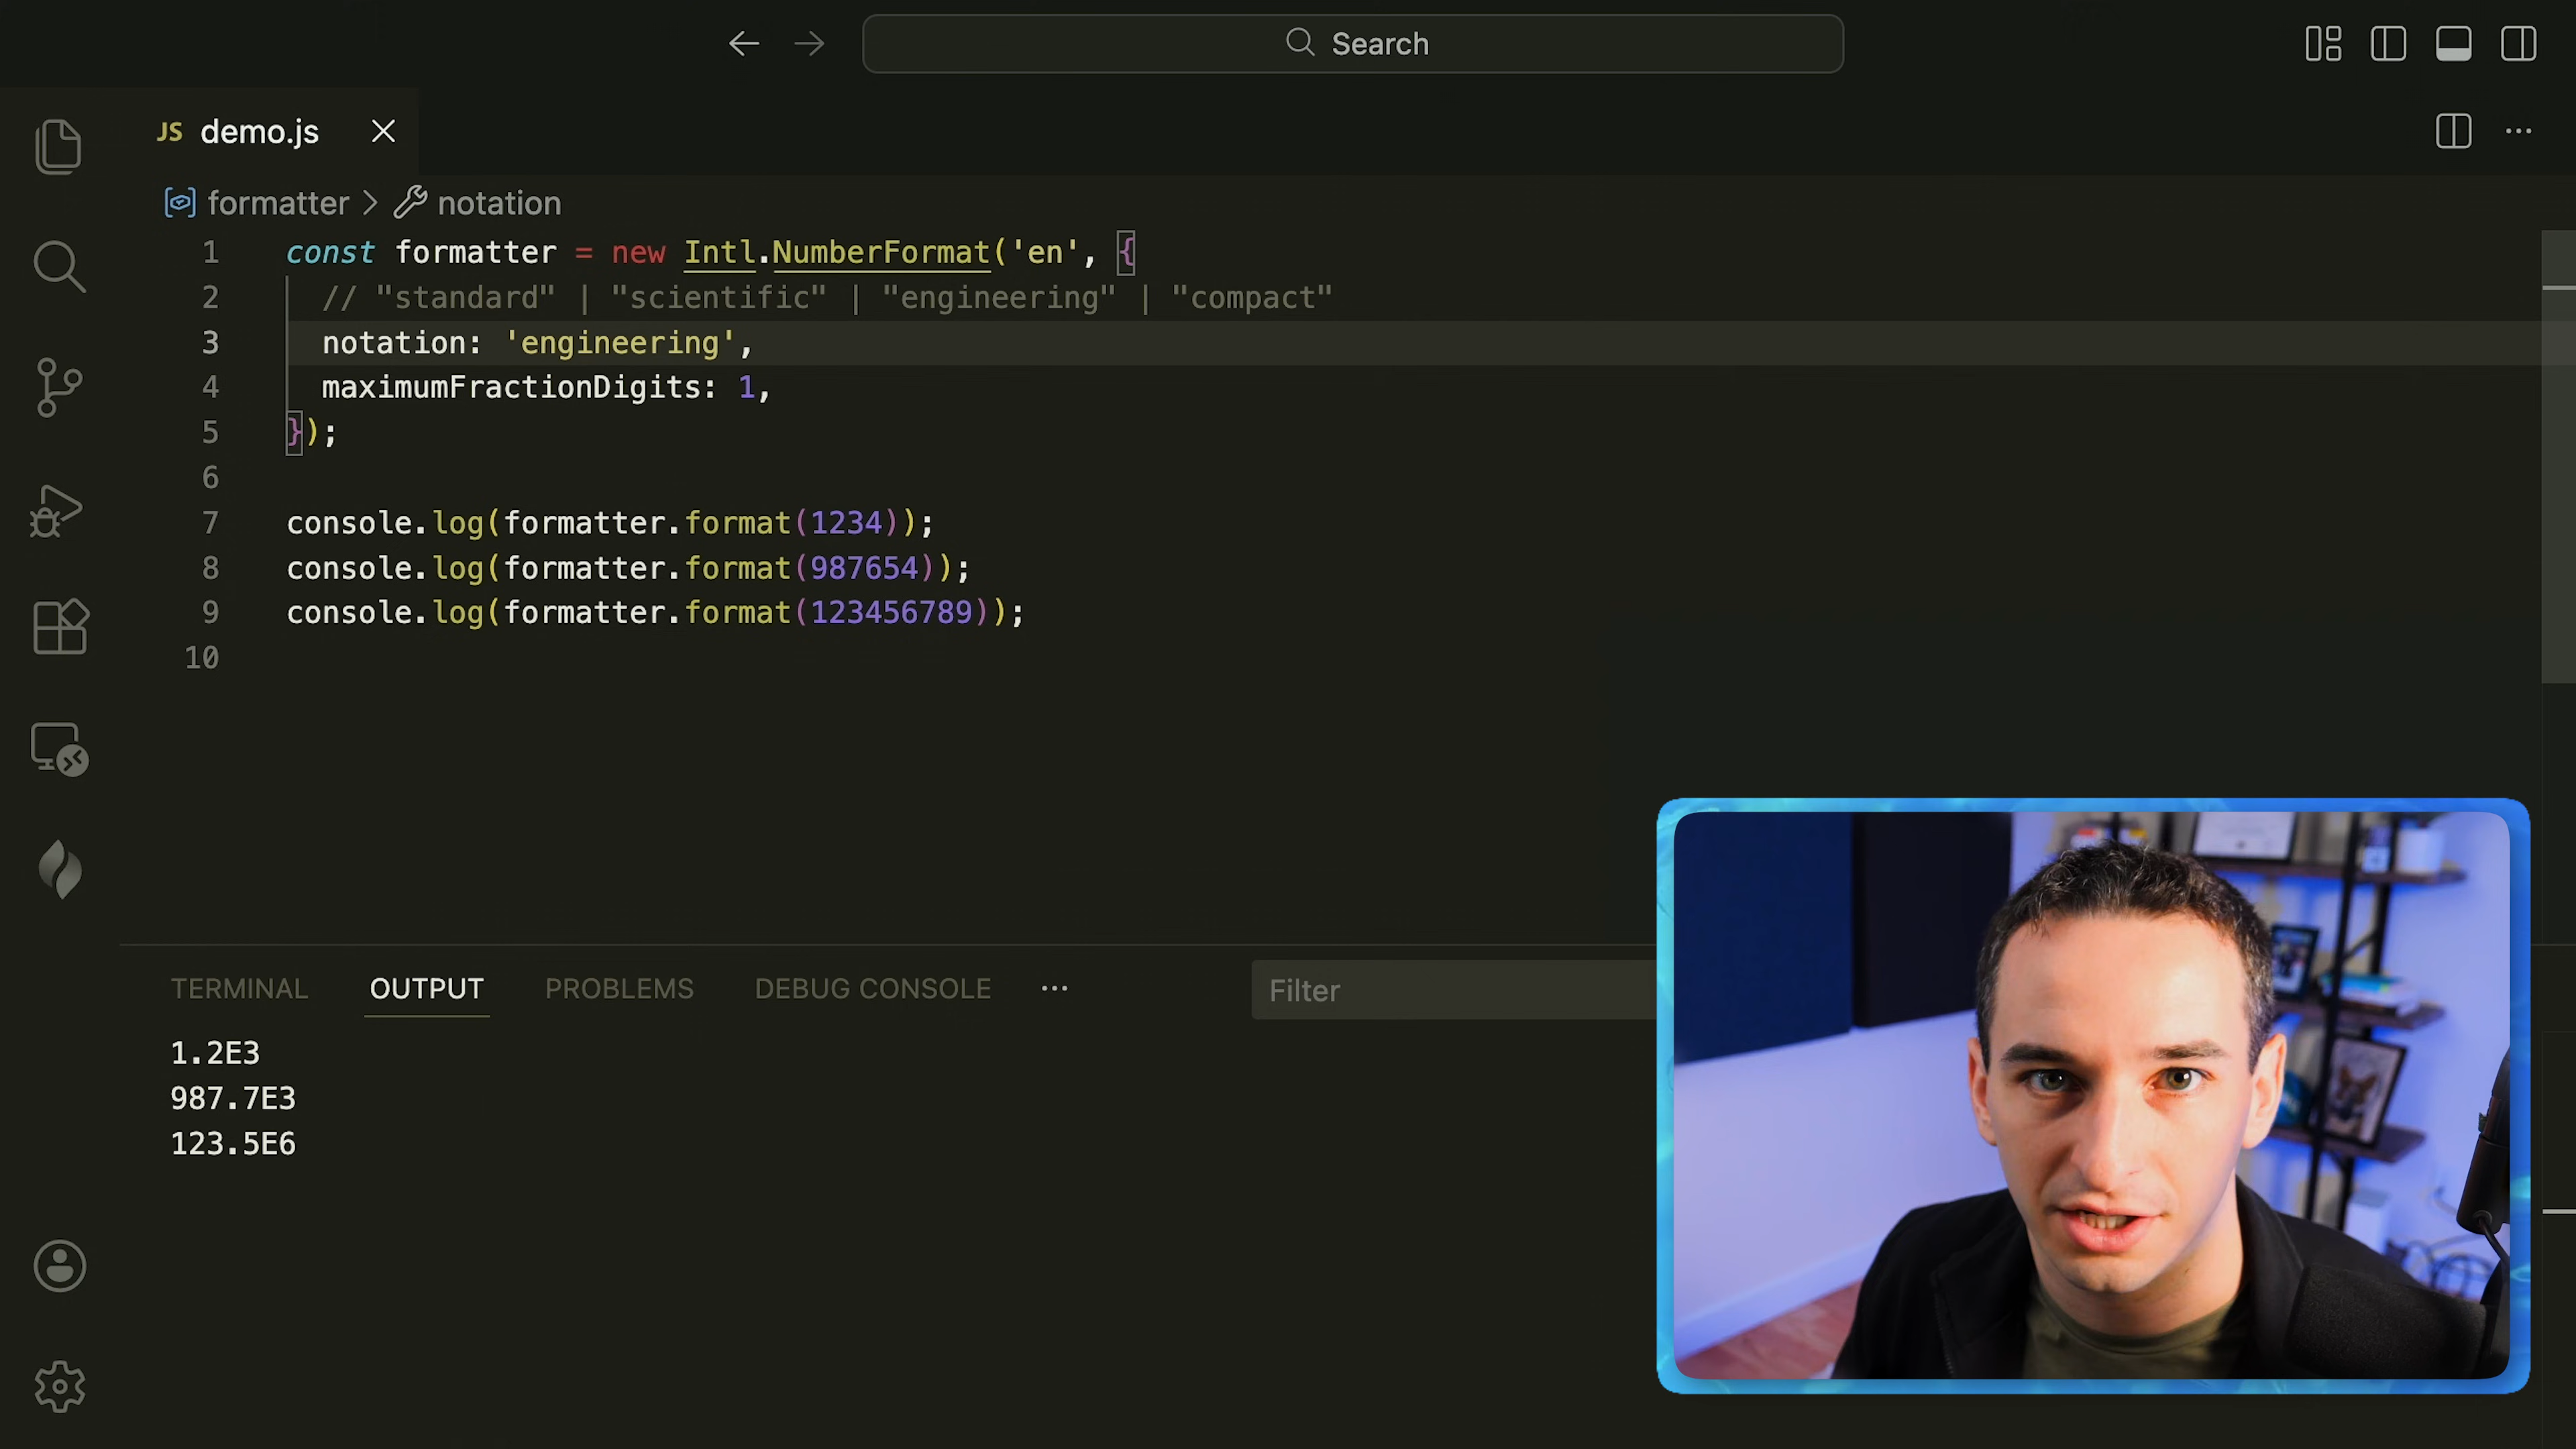 Search
JS demo.js
formatter > notation
1 const formatter = new Intl.NumberFormat('en', {
2 // "standard" | "scientific" | "engineering" | "compact"
3 notation: 'engineering',
4 maximumFractionDigits: 1,
5 });
6
7 console.log(formatter.format(1234));
8 console.log(formatter.format(987654));
9 console.log(formatter.format(123456789));
10
TERMINAL OUTPUT PROBLEMS DEBUG CONSOLE ··· Filter
1.2E3
987.7E3
123.5E6